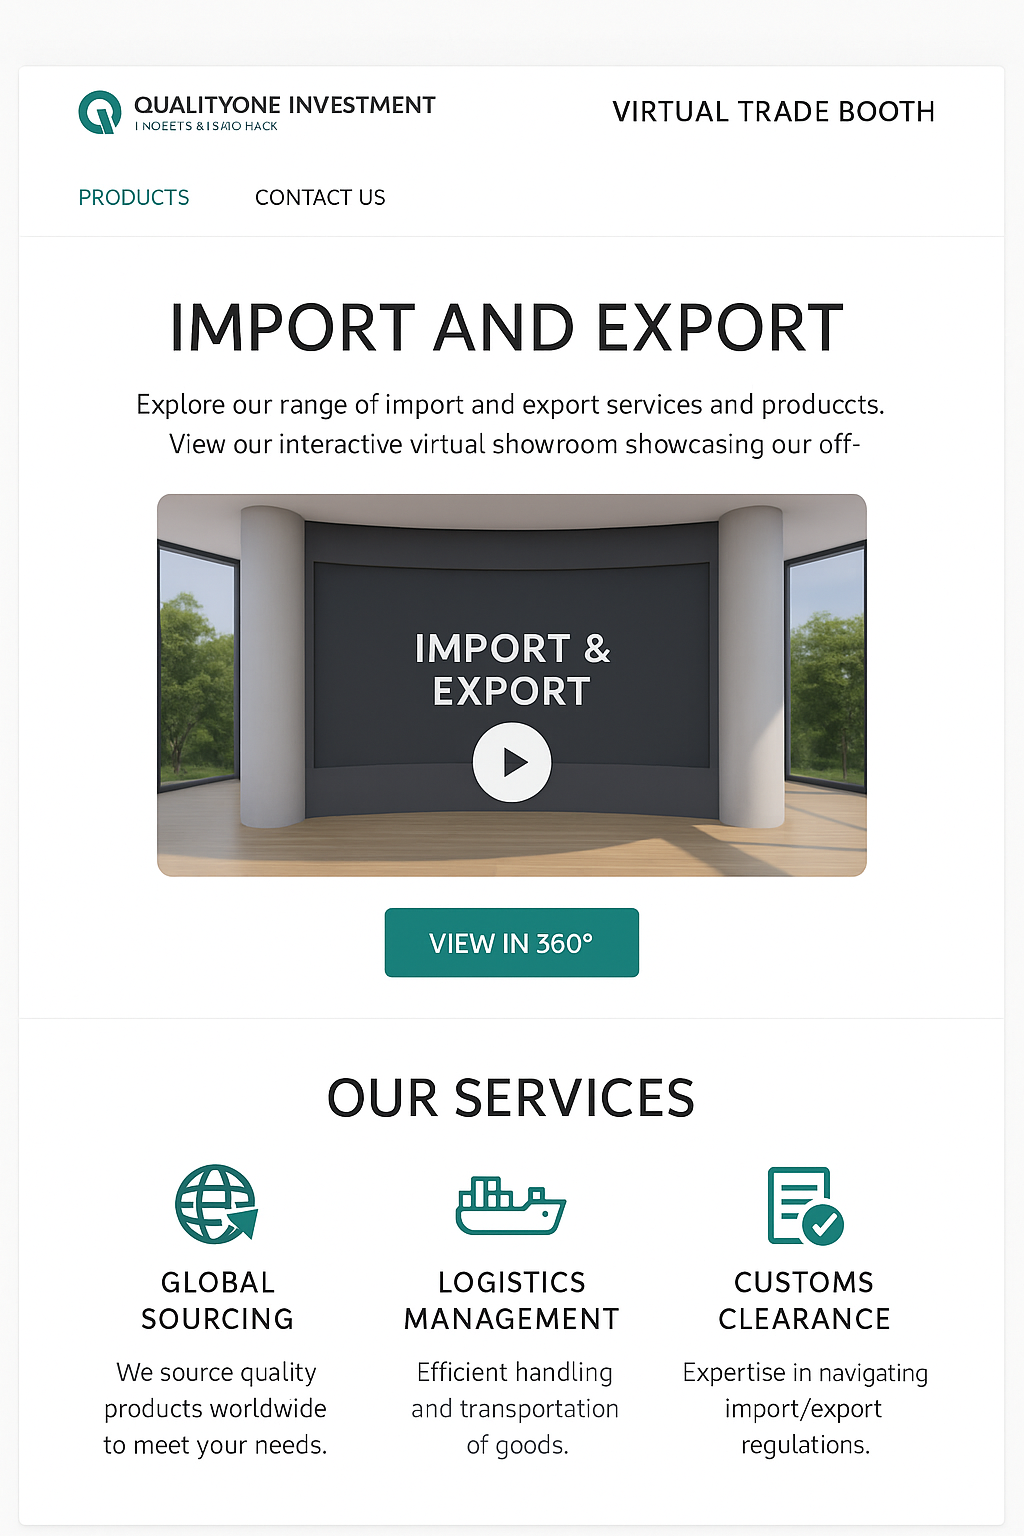 QUALITYONE INVESTMENT
VIRTUAL TRADE BOOTH
PRODUCTS
CONTACT US
IMPORT AND EXPORT
Explore our range of import and export services and produccts.
View our interactive virtual showroom showcasing our off-
IMPORT &
EXPORT
VIEW IN 360°
OUR SERVICES
GLOBAL
SOURCING
We source quality
products worldwide
to meet your needs.
LOGISTICS
MANAGEMENT
Efficient handling
and transportation
of goods.
CUSTOMS
CLEARANCE
Expertise in navigating
import/export
regulations.